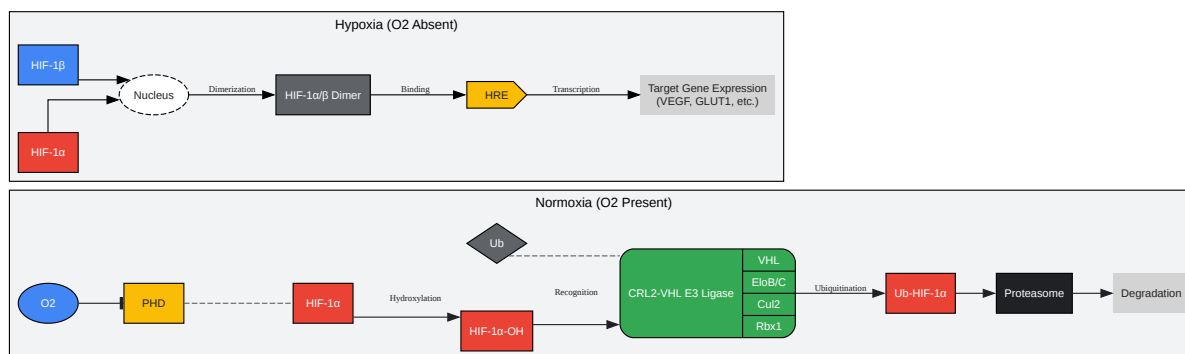 Hypoxia (O2 Absent)
HIF-1β
HIF-1α
Nucleus
Dimerization
HIF-1α/β Dimer
Binding
HRE
Transcription
Target Gene Expression
(VEGF, GLUT1, etc.)
Normoxia (O2 Present)
O2
PHD
HIF-1α
Hydroxylation
HIF-1α-OH
Ub
Recognition
CRL2-VHL E3 Ligase
VHL
EloB/C
Cul2
Rbx1
Ubiquitination
Ub-HIF-1α
Proteasome
Degradation